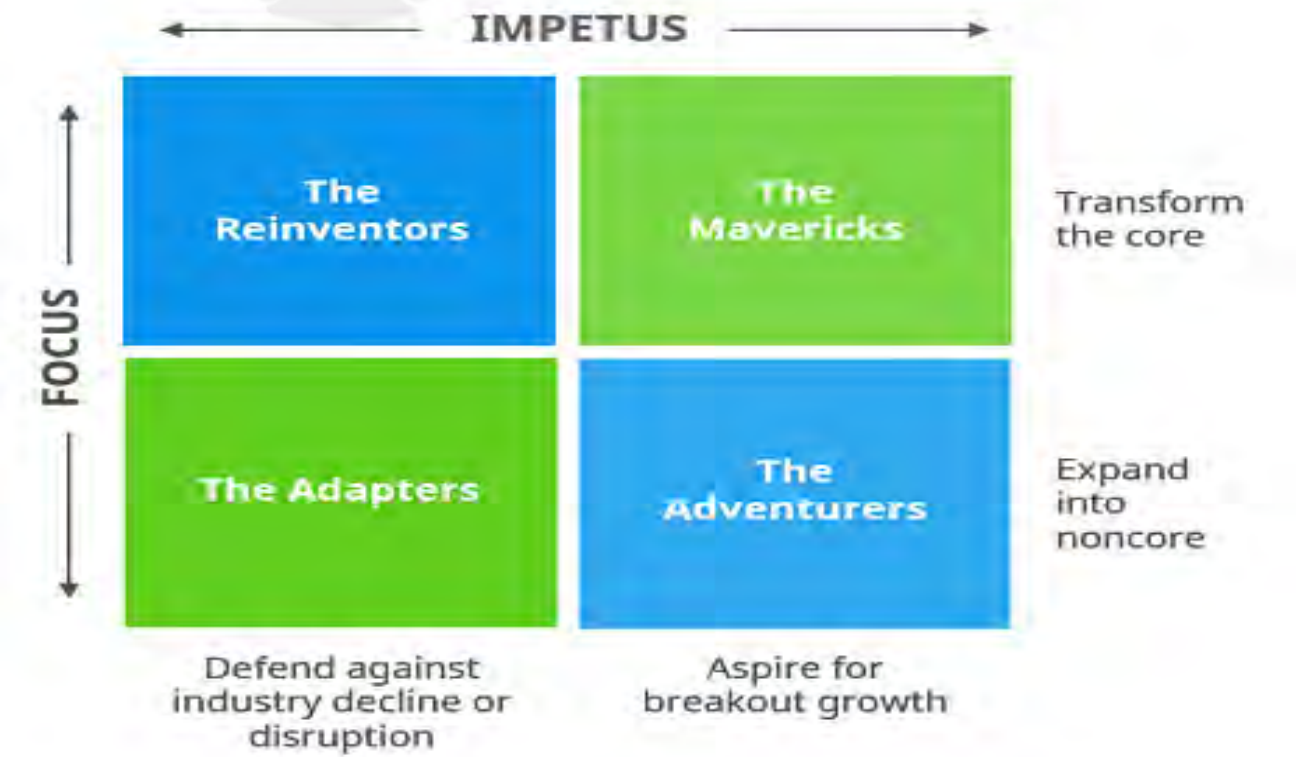 IMPETUS
FOCUS
The
Reinventors
The
Mavericks
Transform
the core
The Adapters
The
Adventurers
Expand
into
noncore
Defend against
industry decline or
disruption
Aspire for
breakout growth